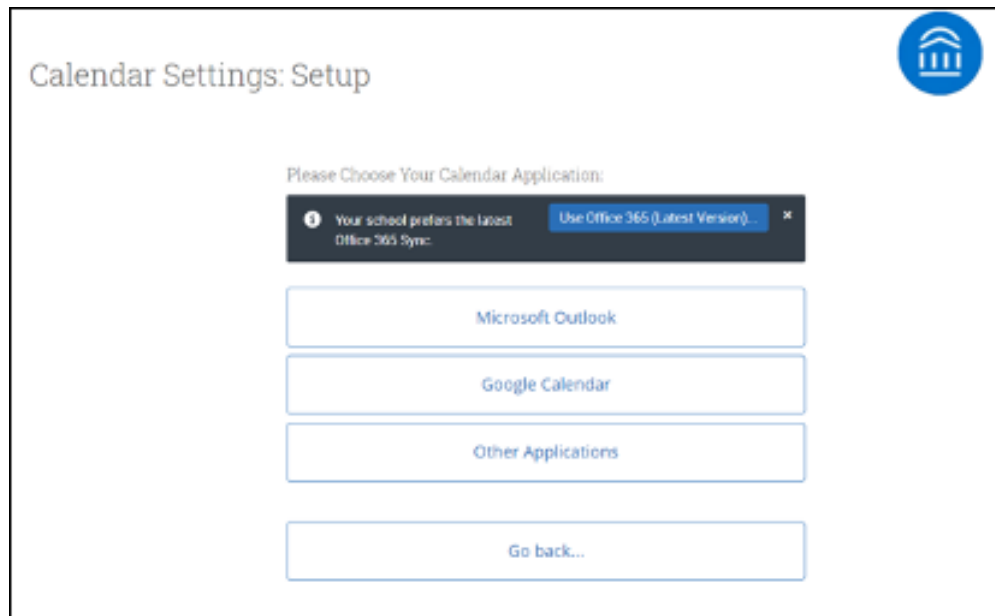 Calendar Settings: Setup
Please Choose Your Calendar Application:
Your school prefers the latest
Office 365 Sync.
Use Office 365 (Latest Version)...
×
Microsoft Outlook
Google Calendar
Other Applications
Go back...